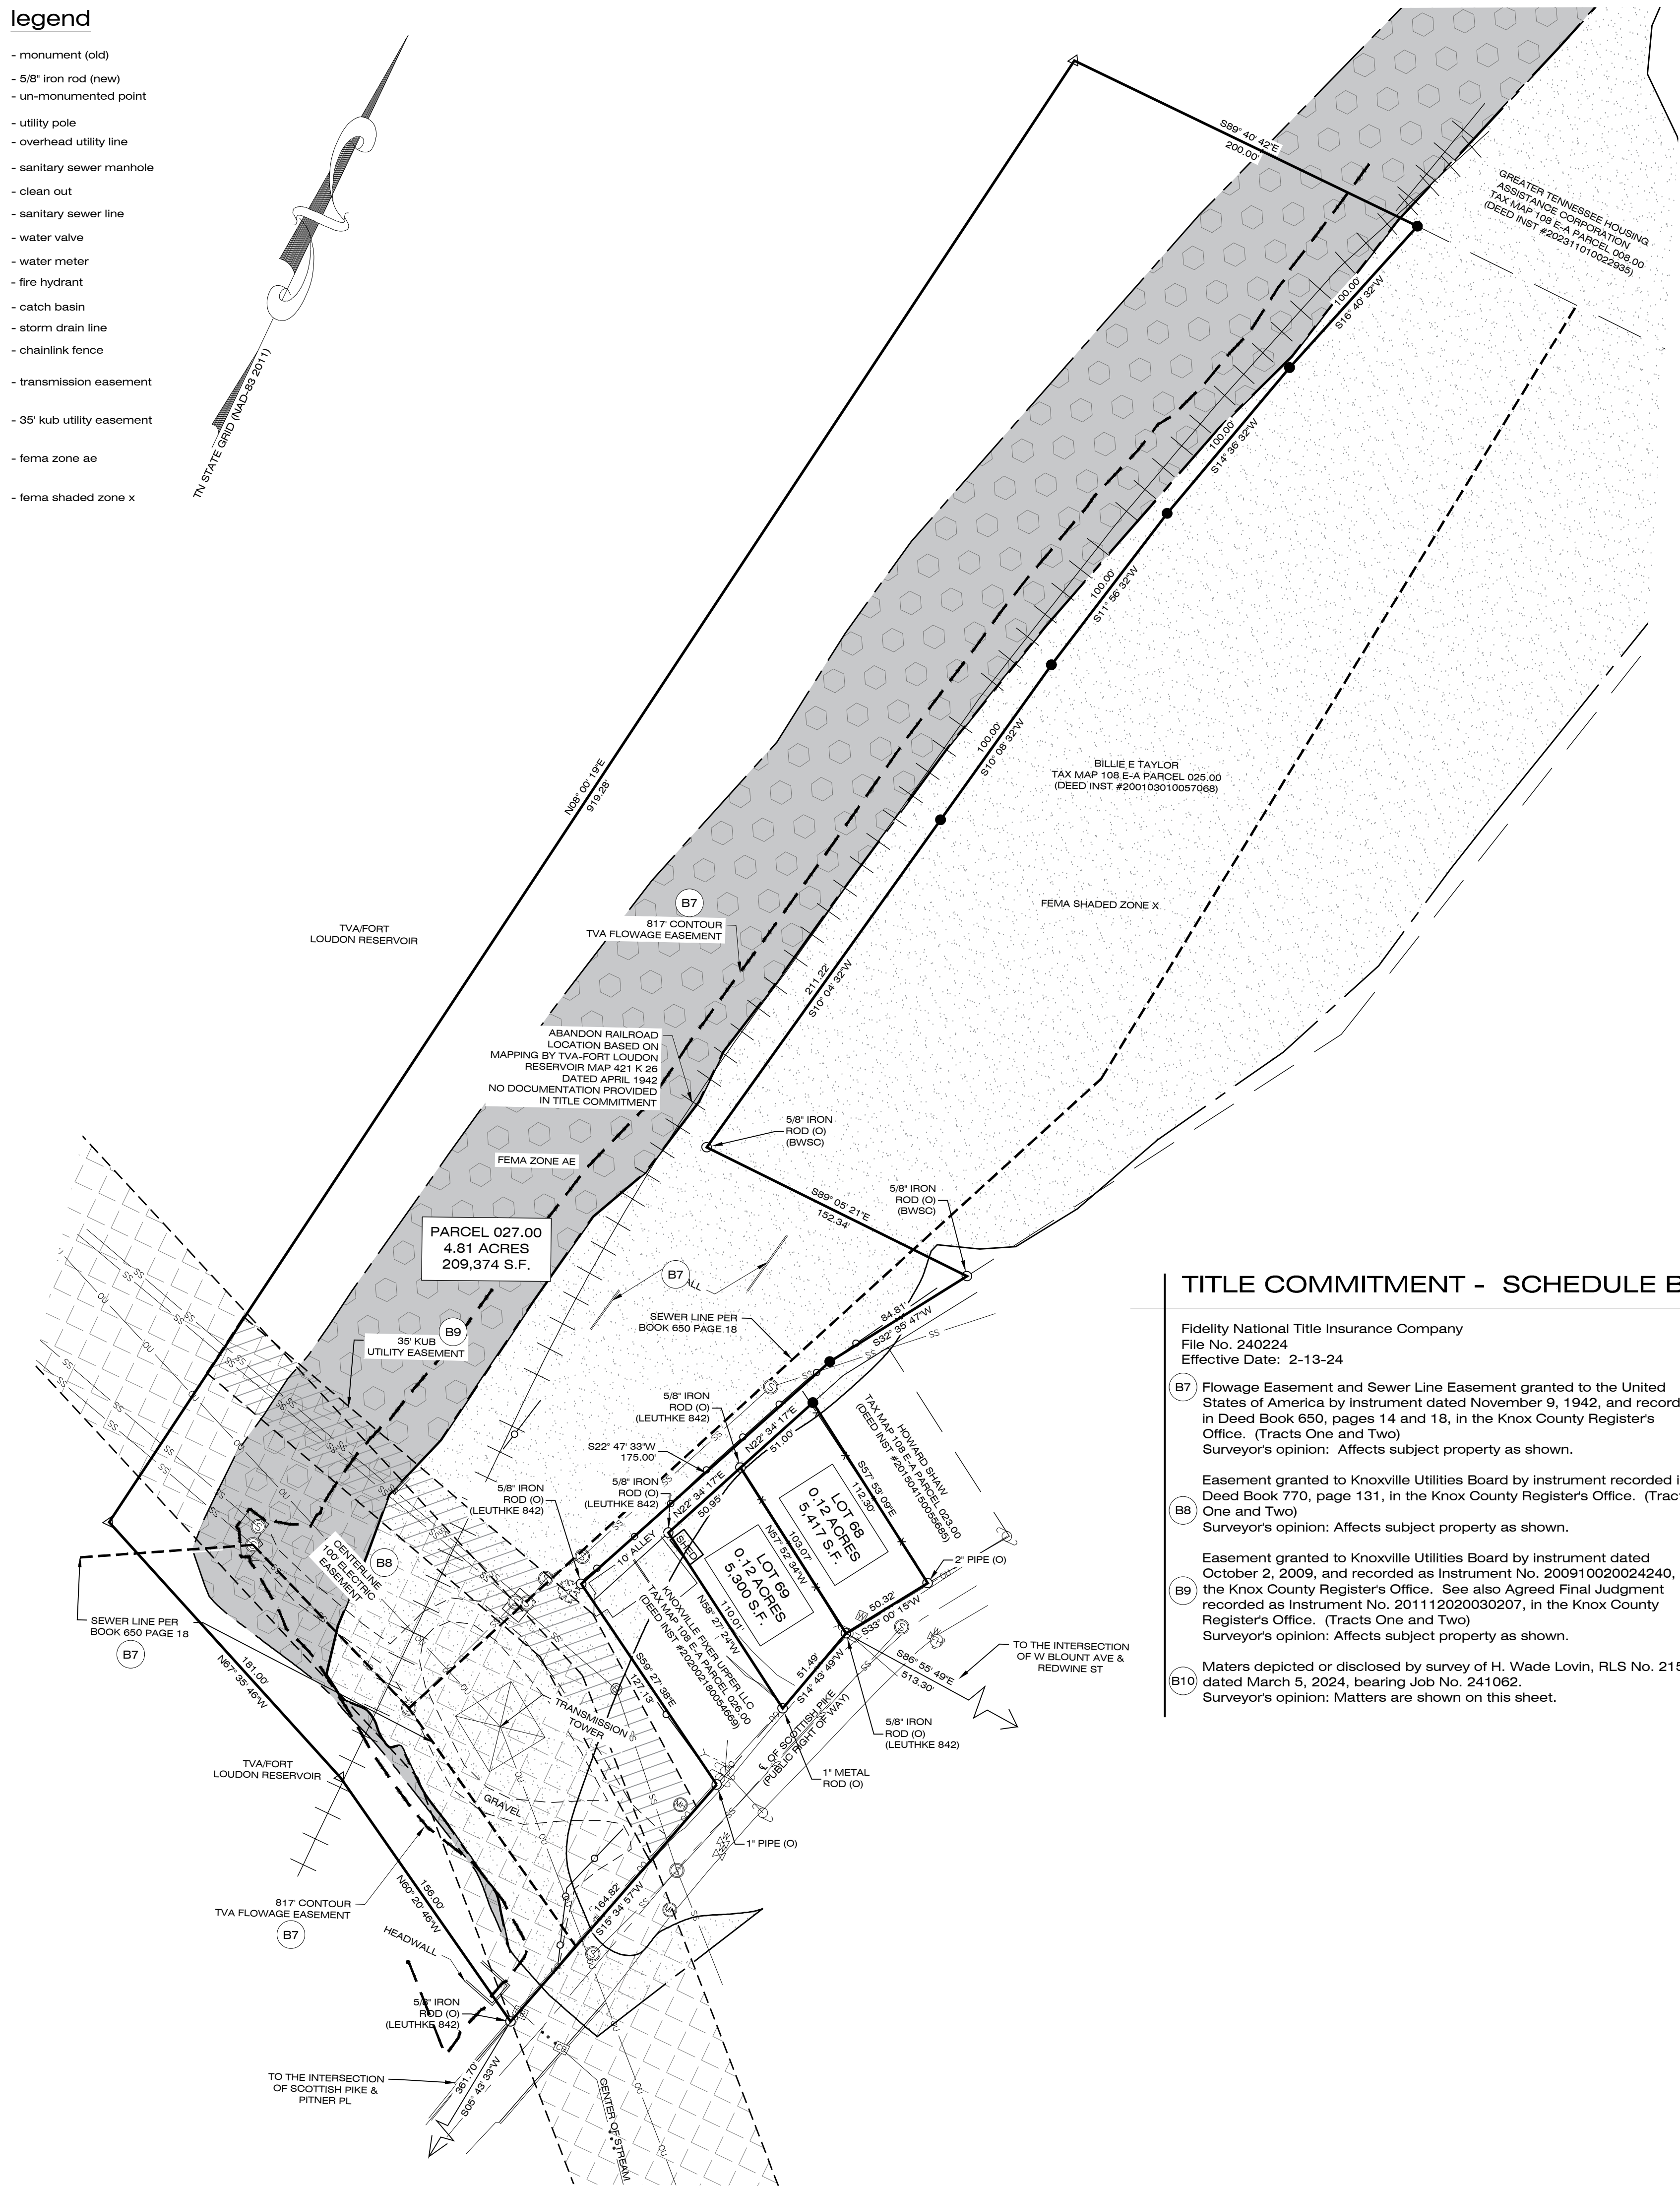 legend
- monument (old)
- 5/8" iron rod (new)
- un-monumented point
- utility pole
- overhead utility line
- sanitary sewer manhole
- clean out
- sanitary sewer line
- water valve
- water meter
- fire hydrant
- catch basin
- storm drain line
- chainlink fence
- transmission easement
- 35' kub utility easement
- fema zone ae
- fema shaded zone x
TN STATE GRID (NAD-83 2011)
S89° 40' 42"E
200.00'
GREATER TENNESSEE HOUSING
ASSISTANCE CORPORATION
TAX MAP 108 E-A PARCEL 008.00
(DEED INST #202311010022935)
100.00'
S16° 40' 32"W
100.00'
S14° 36' 32"W
100.00'
S11° 56' 32"W
100.00'
S10° 08' 32"W
BILLIE E TAYLOR
TAX MAP 108 E-A PARCEL 025.00
(DEED INST #200103010057068)
N08° 00' 19"E
919.28'
FEMA SHADED ZONE X
B7
817' CONTOUR
TVA FLOWAGE EASEMENT
TVA/FORT
LOUDON RESERVOIR
211.22'
S10° 04' 32"W
ABANDON RAILROAD
LOCATION BASED ON
MAPPING BY TVA-FORT LOUDON
RESERVOIR MAP 421 K 26
DATED APRIL 1942
NO DOCUMENTATION PROVIDED
IN TITLE COMMITMENT
5/8" IRON
ROD (O)
(BWSC)
FEMA ZONE AE
S89° 05' 21"E
152.34'
5/8" IRON
ROD (O)
(BWSC)
PARCEL 027.00
4.81 ACRES
209,374 S.F.
B7
SEWER LINE PER
BOOK 650 PAGE 18
84.81'
S32° 35' 47"W
B9
35' KUB
UTILITY EASEMENT
5/8" IRON
ROD (O)
(LEUTHKE 842)
S22° 47' 33"W
175.00'
N22° 34' 17"E
51.00'
HOWARD SHAW
TAX MAP 108 E-A PARCEL 023.00
(DEED INST #201504150055685)
5/8" IRON
ROD (O)
(LEUTHKE 842)
5/8" IRON
ROD (O)
(LEUTHKE 842)
N22° 34' 17"E
50.95'
S57° 53' 09"E
112.30'
LOT 68
0.12 ACRES
5,417 S.F.
103.07'
N57° 52' 34"W
10' ALLEY
SHED
LOT 69
0.12 ACRES
5,300 S.F.
110.01'
N58° 27' 24"W
KNOXVILLE FIXER UPPER LLC
TAX MAP 108 E-A PARCEL 026.00
(DEED INST #202002180054669)
S59° 27' 38"E
127.13'
2" PIPE (O)
50.32'
S33° 00' 15"W
51.49'
S14° 43' 49"W
S86° 55' 49"E
513.30'
TO THE INTERSECTION
OF W BLOUNT AVE &
REDWINE ST
5/8" IRON
ROD (O)
(LEUTHKE 842)
1" METAL
ROD (O)
℄ OF SCOTTISH PIKE
(PUBLIC RIGHT OF WAY)
B8
CENTERLINE
100' ELECTRIC
EASEMENT
SEWER LINE PER
BOOK 650 PAGE 18
B7
181.00'
N67° 35' 46"W
TRANSMISSION
TOWER
GRAVEL
TVA/FORT
LOUDON RESERVOIR
1" PIPE (O)
817' CONTOUR
TVA FLOWAGE EASEMENT
B7
156.00'
N60° 20' 46"W
164.82'
S15° 34' 57"W
HEADWALL
5/8" IRON
ROD (O)
(LEUTHKE 842)
TO THE INTERSECTION
OF SCOTTISH PIKE &
PITNER PL
361.70'
S05° 43' 33"W
CENTER OF STREAM
TITLE COMMITMENT - SCHEDULE B
Fidelity National Title Insurance Company
File No. 240224
Effective Date: 2-13-24
B7 Flowage Easement and Sewer Line Easement granted to the United
States of America by instrument dated November 9, 1942, and record
in Deed Book 650, pages 14 and 18, in the Knox County Register's
Office. (Tracts One and Two)
Surveyor's opinion: Affects subject property as shown.
Easement granted to Knoxville Utilities Board by instrument recorded i
Deed Book 770, page 131, in the Knox County Register's Office. (Trac
B8 One and Two)
Surveyor's opinion: Affects subject property as shown.
Easement granted to Knoxville Utilities Board by instrument dated
October 2, 2009, and recorded as Instrument No. 200910020024240,
B9 the Knox County Register's Office. See also Agreed Final Judgment
recorded as Instrument No. 201112020030207, in the Knox County
Register's Office. (Tracts One and Two)
Surveyor's opinion: Affects subject property as shown.
Maters depicted or disclosed by survey of H. Wade Lovin, RLS No. 215
B10 dated March 5, 2024, bearing Job No. 241062.
Surveyor's opinion: Matters are shown on this sheet.